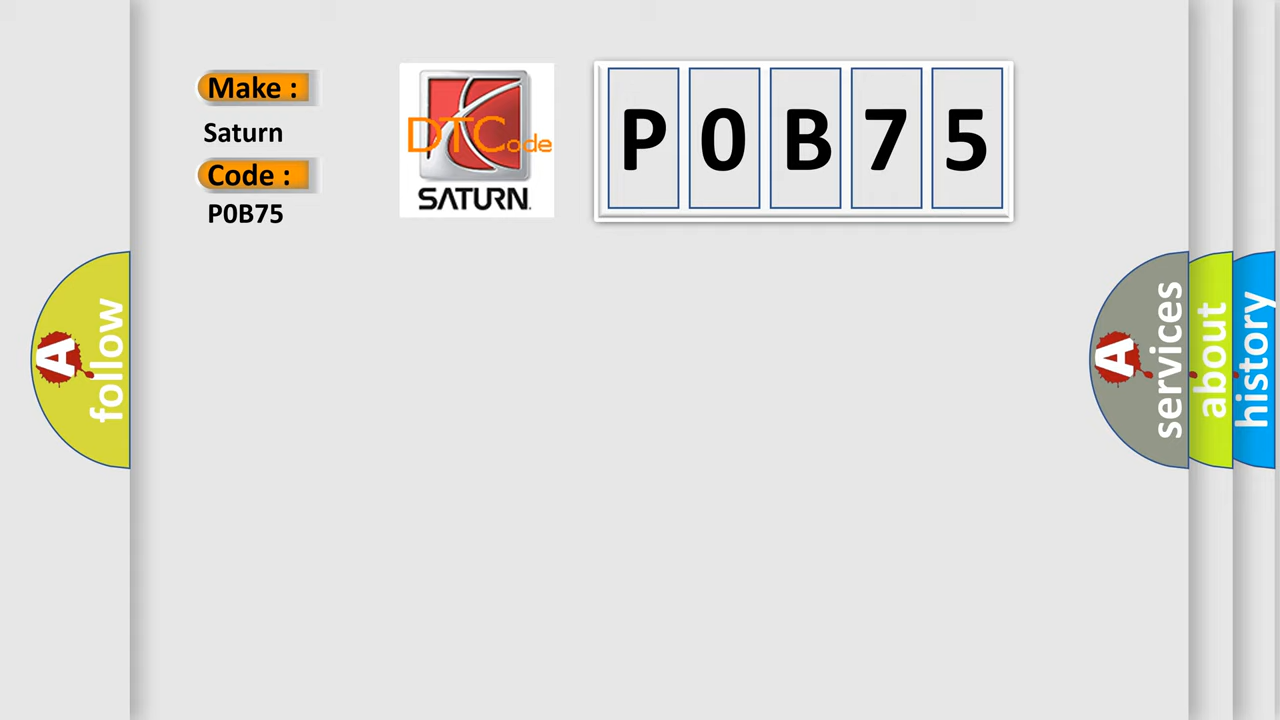 Make :
Saturn
Code :
P0B75
DTCode
SATURN
P 0 B 7 5
A
follow
A
services
about
history